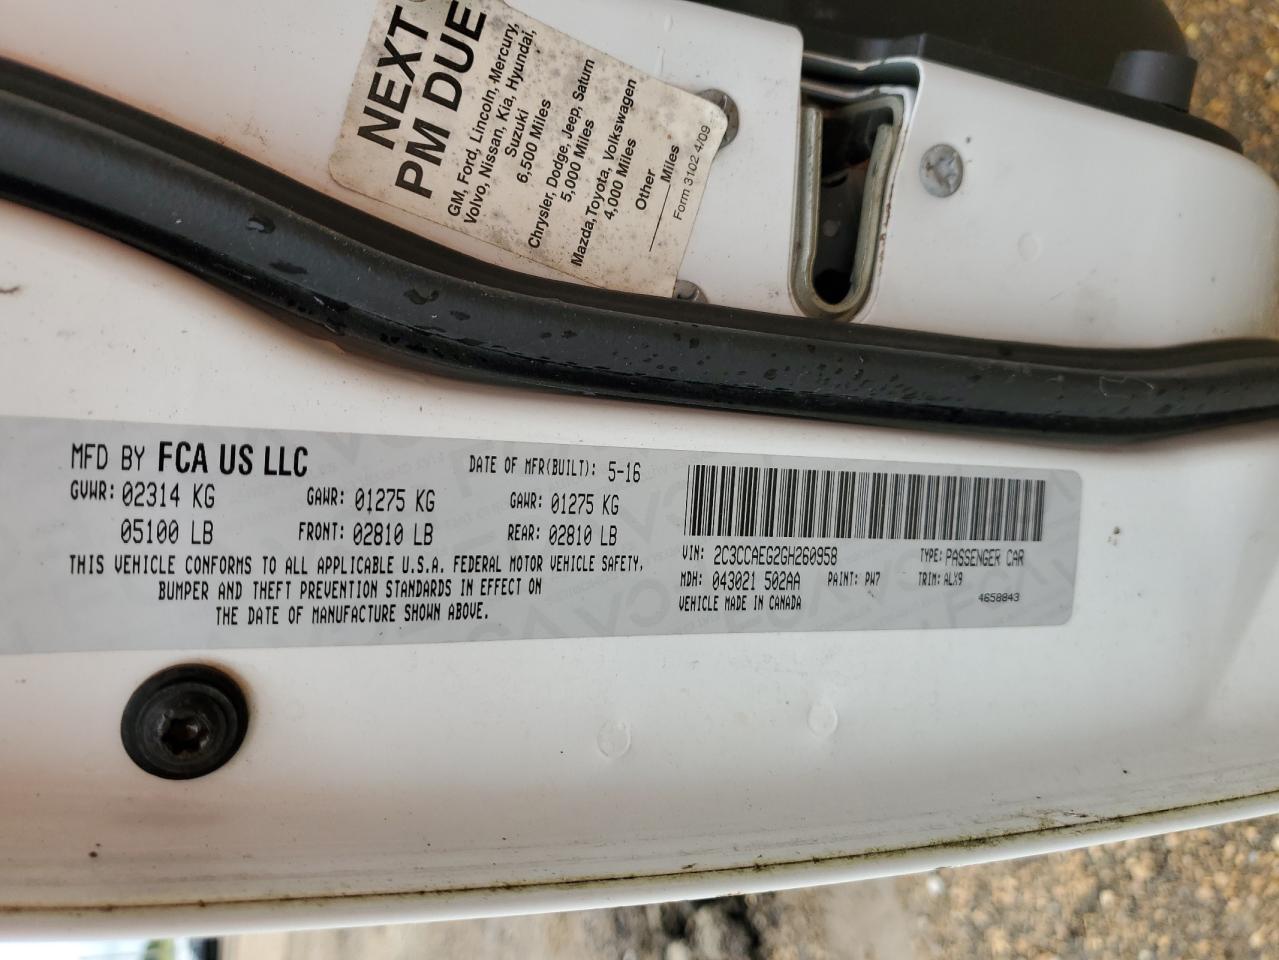 NEXT
PM DUE
GM, Ford, Lincoln, Mercury,
Volvo, Nissan, Kia, Hyundai,
Suzuki
6,500 Miles
Chrysler, Dodge, Jeep, Saturn
5,000 Miles
Mazda, Toyota, Volkswagen
4,000 Miles
Other
Miles
Form 3102 4/09
MFD BY FCA US LLC DATE OF MFR(BUILT): 5-16
GVWR: 02314 KG GAWR: 01275 KG GAWR: 01275 KG
05100 LB FRONT: 02810 LB REAR: 02810 LB
THIS VEHICLE CONFORMS TO ALL APPLICABLE U.S.A. FEDERAL MOTOR VEHICLE SAFETY,
BUMPER AND THEFT PREVENTION STANDARDS IN EFFECT ON
THE DATE OF MANUFACTURE SHOWN ABOVE.
VIN: 2C3CCAEG2GH260958 TYPE: PASSENGER CAR
MDH: 043021 502AA PAINT: PW7 TRIM: ALX9
VEHICLE MADE IN CANADA 4658843